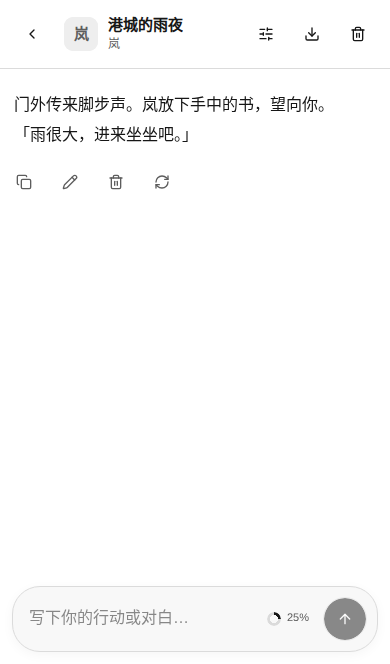 岚
港城的雨夜
岚
门外传来脚步声。岚放下手中的书，望向你。
「雨很大，进来坐坐吧。」
写下你的行动或对白…
25%